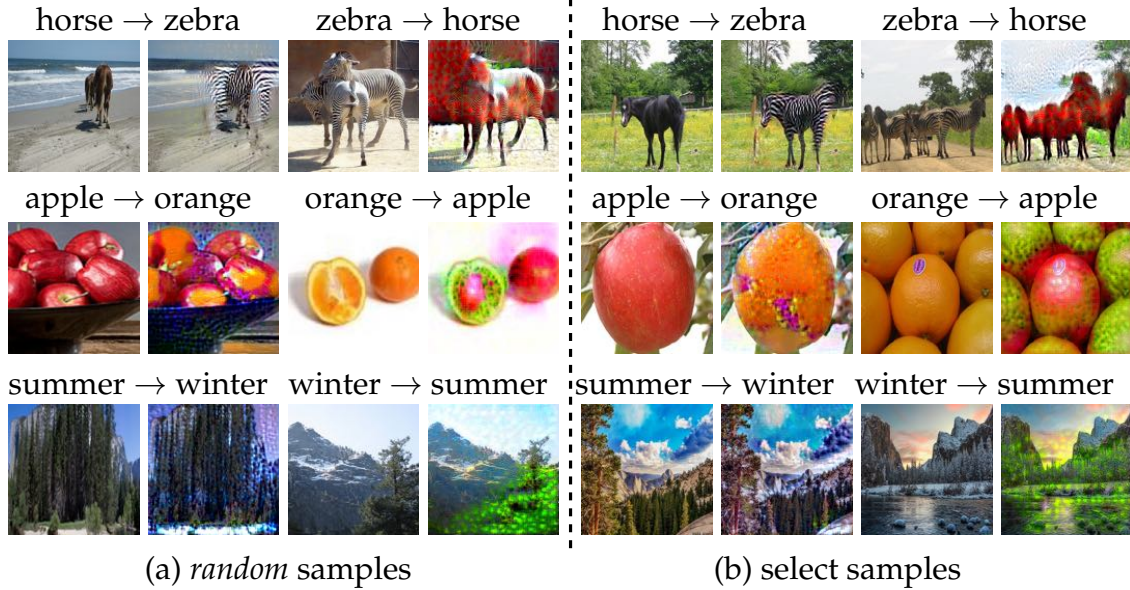 horse → zebra zebra → horse horse → zebra zebra → horse
apple → orange orange → apple apple → orange orange → apple
summer → winter winter → summer summer → winter winter → summer
(a) random samples (b) select samples